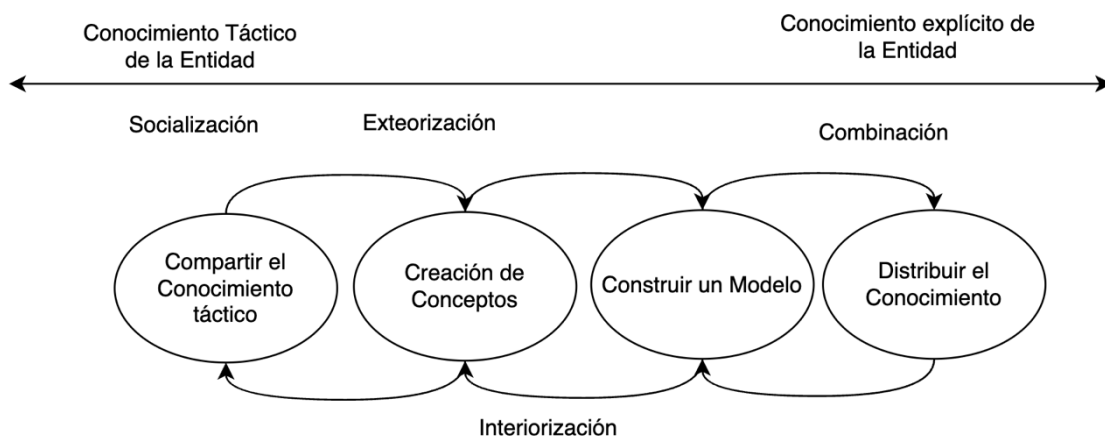 Conocimiento Táctico
de la Entidad
Conocimiento explícito de
la Entidad
Socialización
Exteorización
Combinación
Compartir el
Conocimiento
táctico
Creación de
Conceptos
Construir un Modelo
Distribuir el
Conocimiento
Interiorización